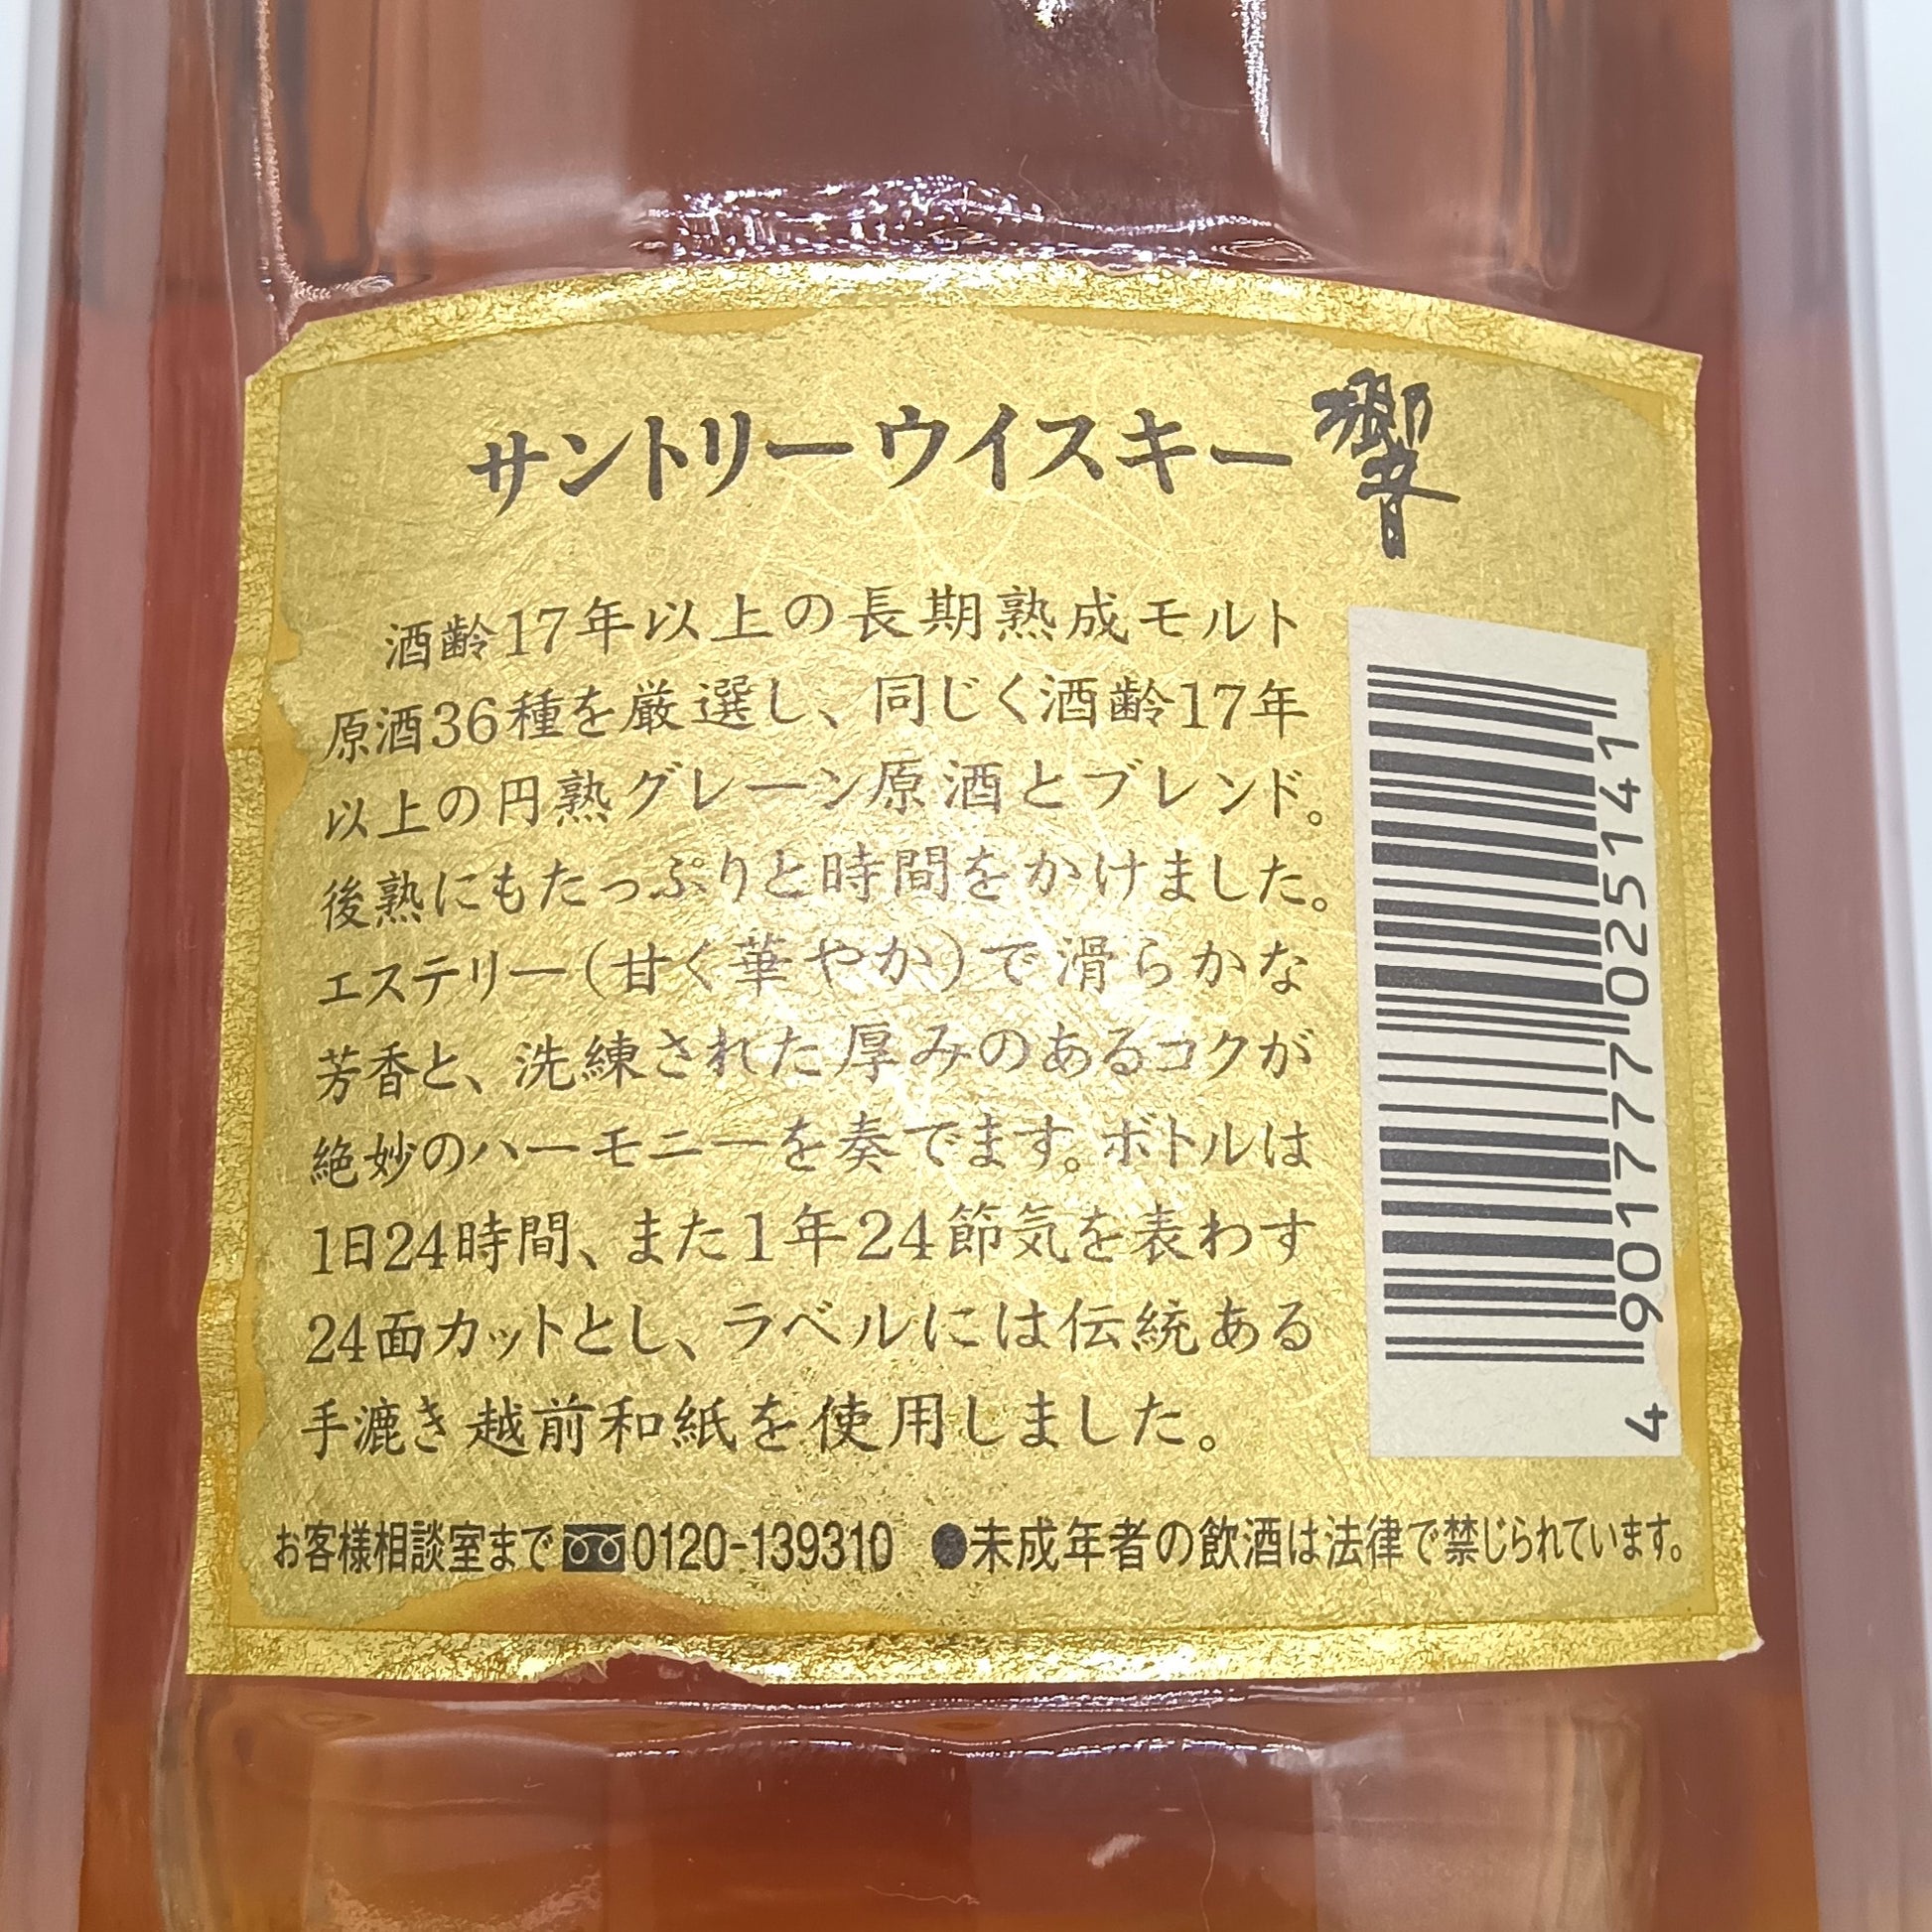 サントリーウイスキー響
酒齢17年以上の長期熟成モルト
原酒36種を厳選し、同じく酒齢17年
以上の円熟グレーン原酒とブレンド。
後熟にもたっぷりと時間をかけました。
エステリー(甘く華やか)で滑らかな
芳香と、洗練された厚みのあるコクが
絶妙のハーモニーを奏でます。ボトルは
1日24時間、また1年24節気を表わす
24面カットとし、ラベルには伝統ある
手漉き越前和紙を使用しました。
お客様相談室まで0120-139310 ●未成年者の飲酒は法律で禁じられています。
4 901777 025141